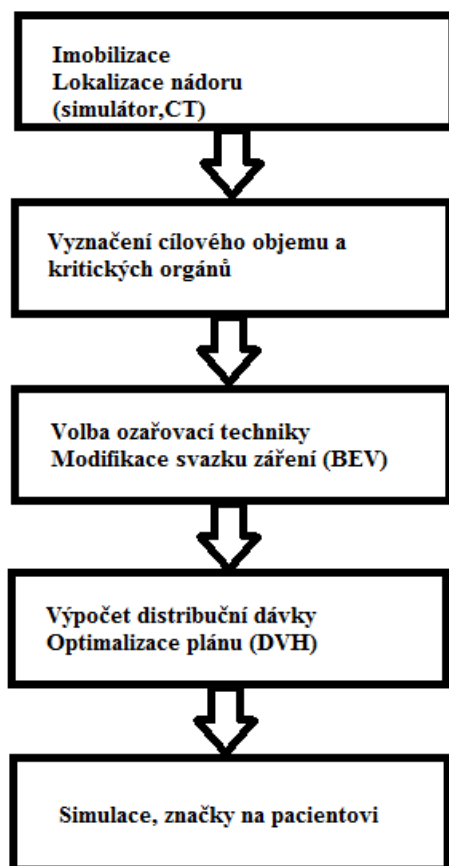 Imobilizace
Lokalizace nádoru
(simulátor,CT)
Vyznačení cílového objemu a
kritických orgánů
Volba ozařovací techniky
Modifikace svazku záření (BEV)
Výpočet distribuční dávky
Optimalizace plánu (DVH)
Simulace, značky na pacientovi